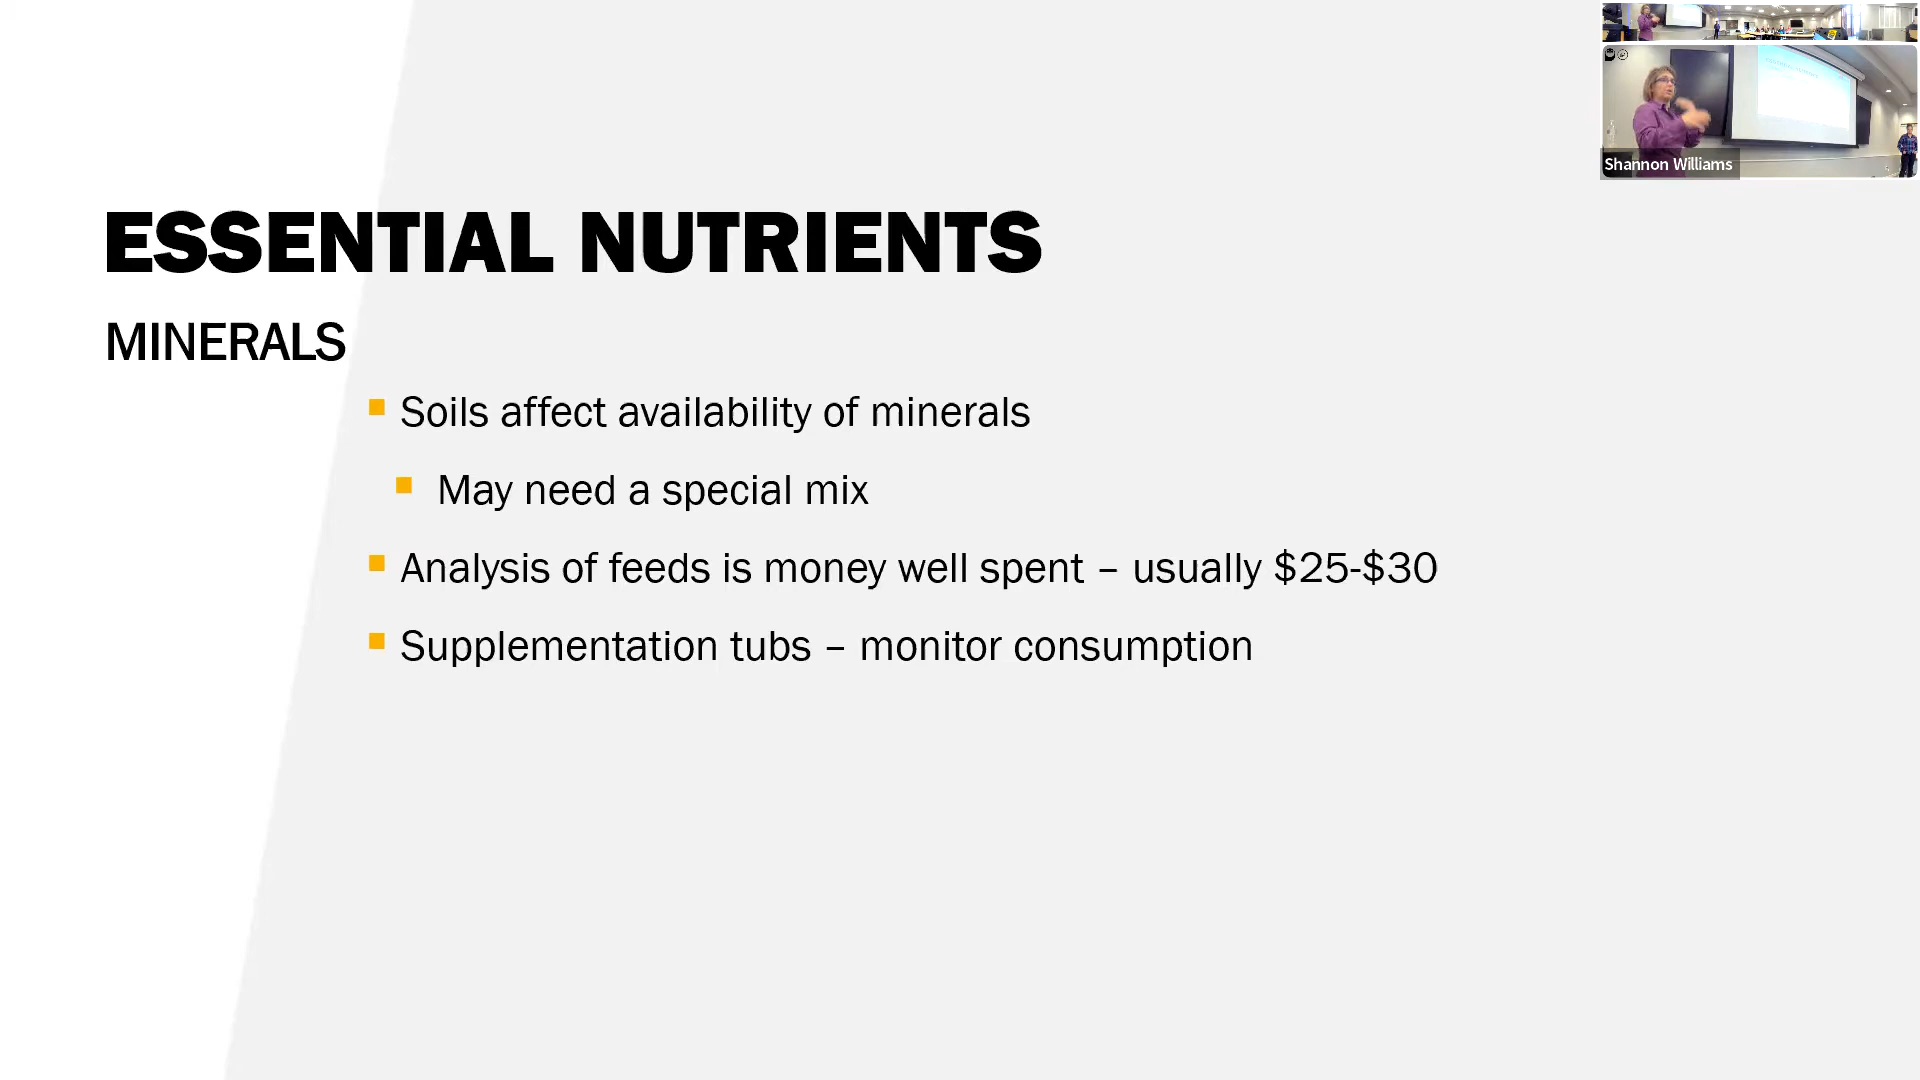 ESSENTIAL NUTRIENTS
MINERALS
Soils affect availability of minerals
May need a special mix
Analysis of feeds is money well spent – usually $25-$30
Supplementation tubs – monitor consumption
Shannon Williams